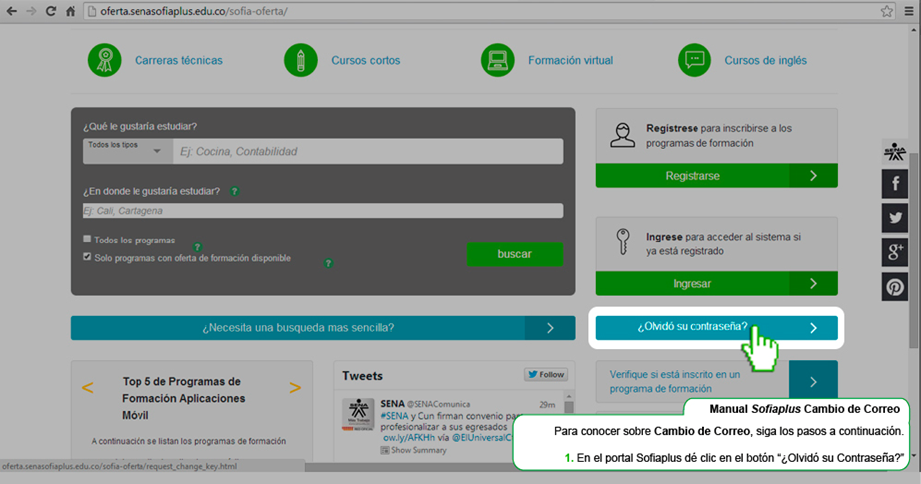 oferta.senasofiaplus.edu.co/sofia-oferta/
Carreras técnicas
Cursos cortos
Formación virtual
Cursos de inglés
¿Qué le gustaría estudiar?
Todos los tipos
Ej: Cocina, Contabilidad
¿En donde le gustaría estudiar? ?
Ej: Cali, Cartagena
Todos los programas
?
Solo programas con oferta de formación disponible
?
buscar
Regístrese para inscribirse a los
programas de formación
Registrarse
Ingrese para acceder al sistema si
ya está registrado
Ingresar
SENA
f
g+
¿Necesita una busqueda mas sencilla?
¿Olvidó su contraseña?
Top 5 de Programas de
Formación Aplicaciones
Móvil
A continuación se listan los programas de formación
Tweets
Follow
SENA @SENAComunica 29m
#SENA y Cun firman convenio para
profesionalizar a sus egresados
ow.ly/AFKHh vía @ElUniversalC
Show Summary
Verifique si está inscrito en un
programa de formación
Manual Sofiaplus Cambio de Correo
Para conocer sobre Cambio de Correo, siga los pasos a continuación.
1. En el portal Sofiaplus dé clic en el botón “¿Olvidó su Contraseña?”
oferta.senasofiaplus.edu.co/sofia-oferta/request_change_key.html